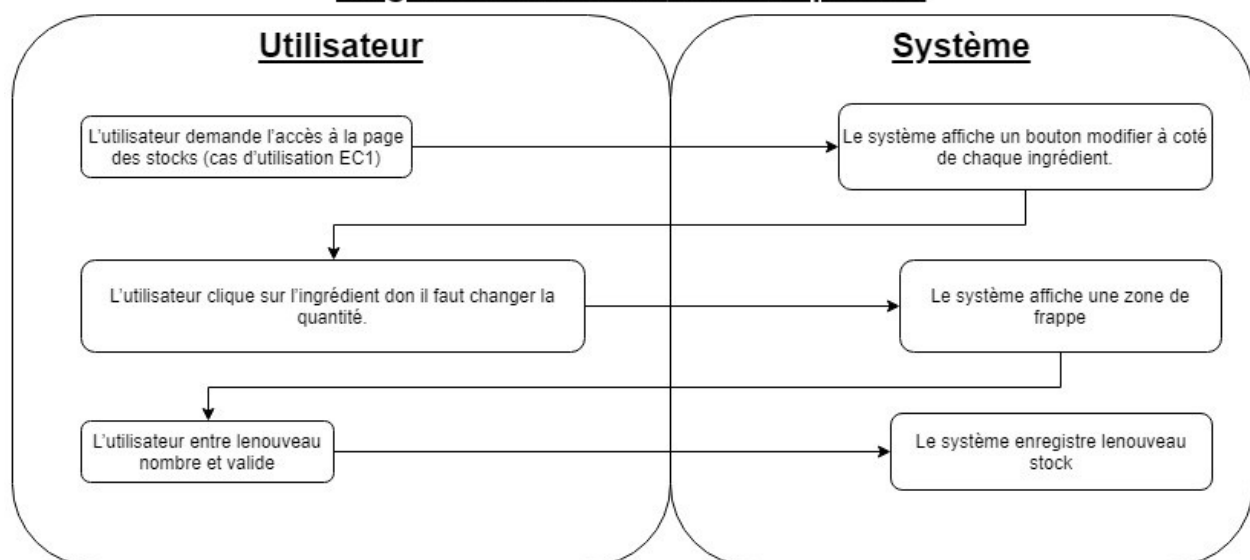 Utilisateur
Système
L'utilisateur demande l'accès à la page
des stocks (cas d'utilisation EC1)
Le système affiche un bouton modifier à coté
de chaque ingrédient.
L'utilisateur clique sur l'ingrédient don il faut changer la
quantité.
Le système affiche une zone de
frappe
L'utilisateur entre lenouveau
nombre et valide
Le système enregistre lenouveau
stock